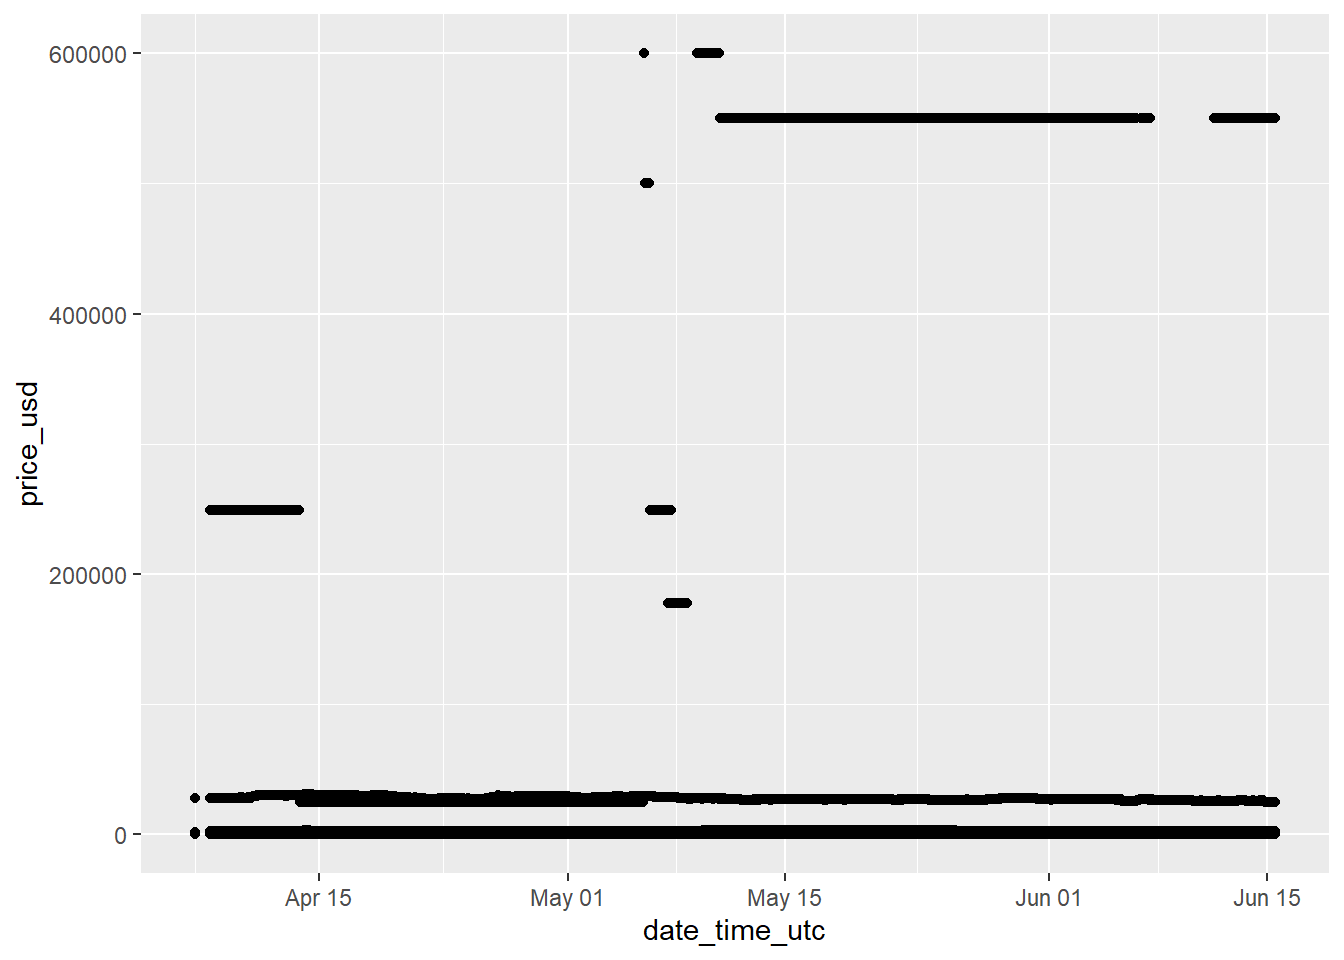 600000
400000
200000
0
price_usd
Apr 15
May 01
May 15
Jun 01
Jun 15
date_time_utc